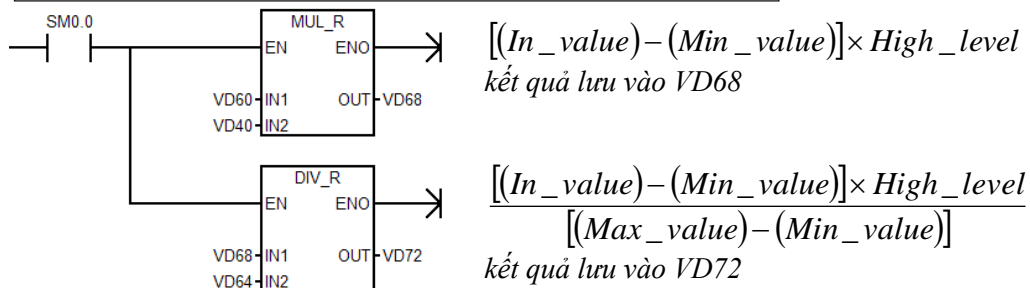 SM0.0
MUL_R
EN ENO
VD60 IN1 OUT VD68
VD40 IN2
[(In_value)−(Min_value)]×High_level
kết quả lưu vào VD68
DIV_R
EN ENO
VD68 IN1 OUT VD72
VD64 IN2
[(In_value)−(Min_value)]×High_level
[(Max_value)−(Min_value)]
kết quả lưu vào VD72